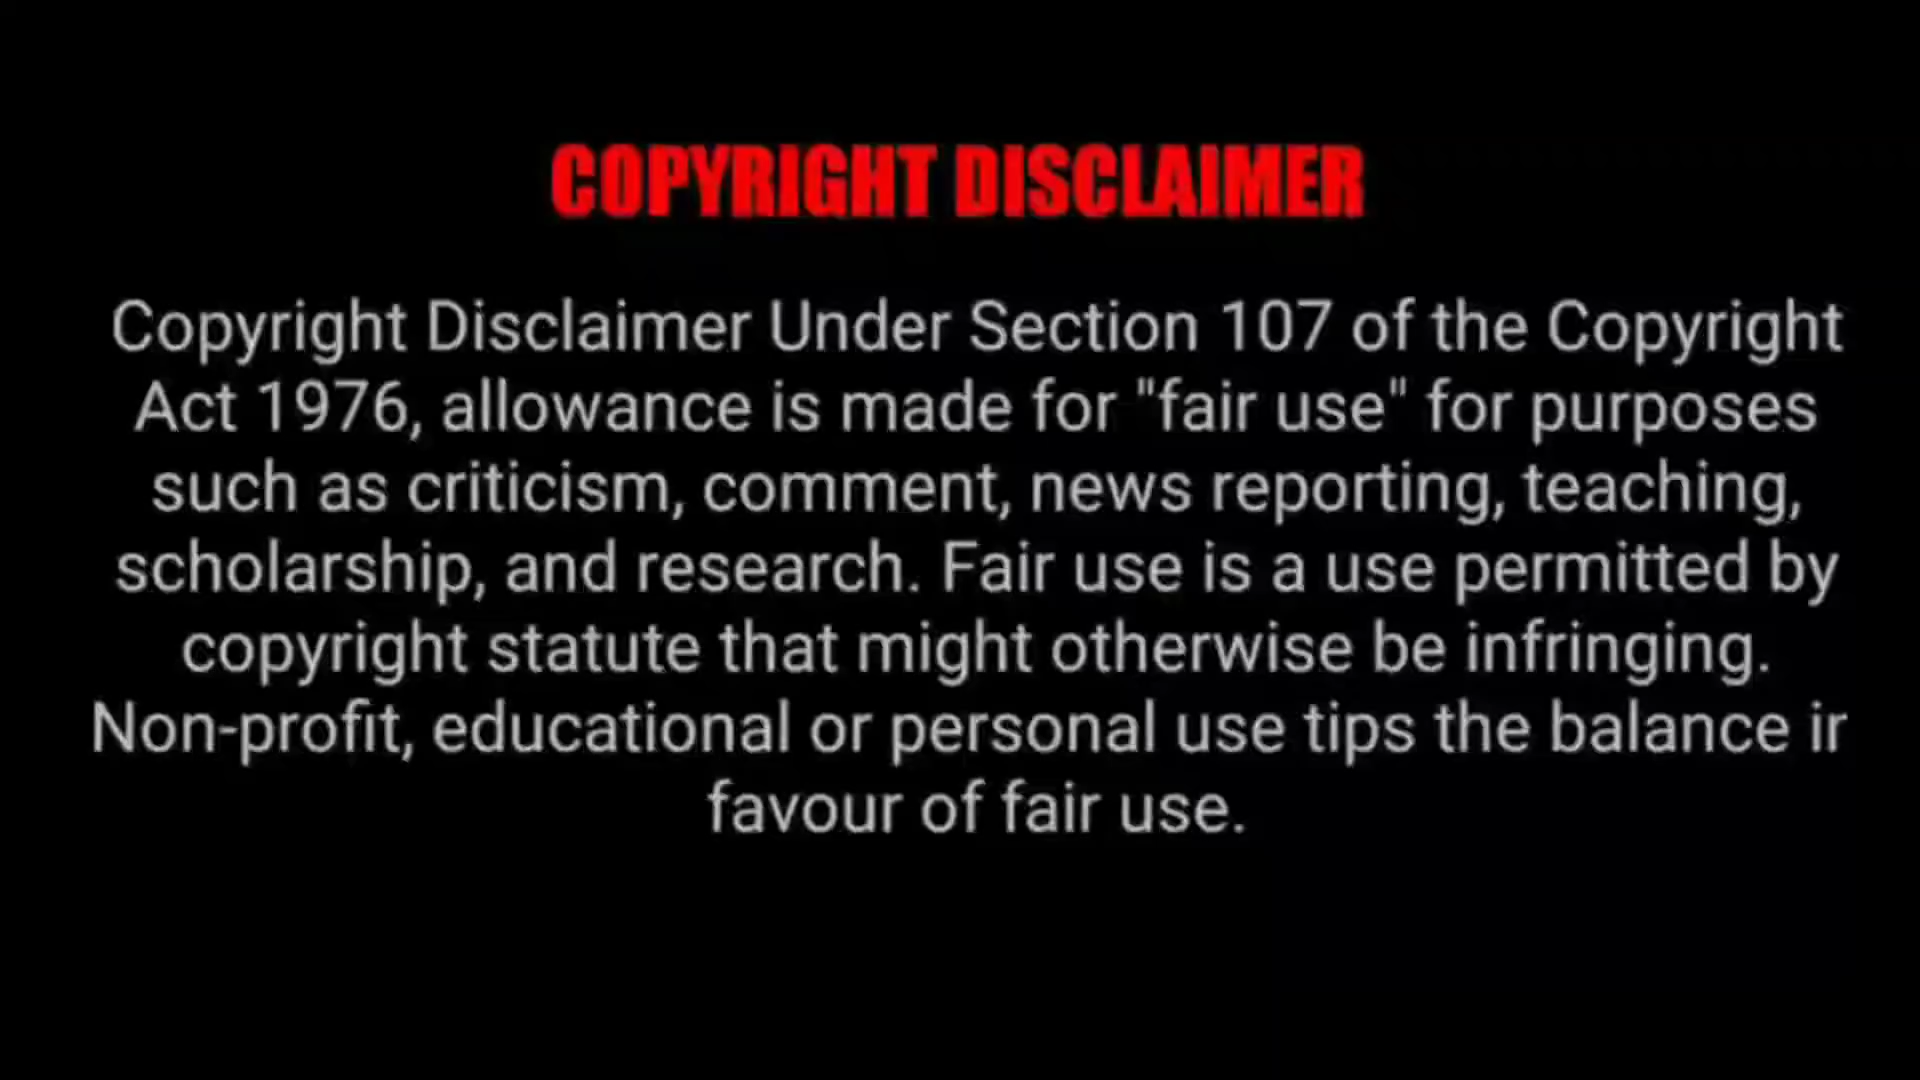 COPYRIGHT DISCLAIMER
Copyright Disclaimer Under Section 107 of the Copyright
Act 1976, allowance is made for "fair use" for purposes
such as criticism, comment, news reporting, teaching,
scholarship, and research. Fair use is a use permitted by
copyright statute that might otherwise be infringing.
Non-profit, educational or personal use tips the balance ir
favour of fair use.